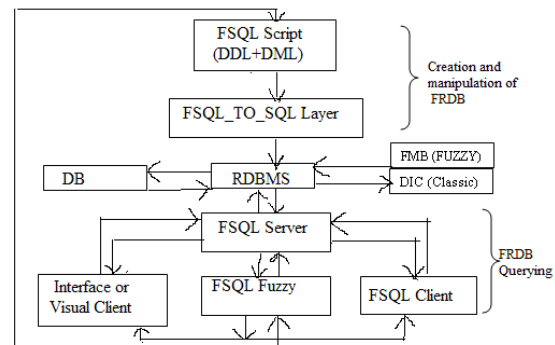 FSQL Script
(DDL+DML)
Creation and
manipulation of
FRDB
FSQL_TO_SQL Layer
FMB (FUZZY)
DB
RDBMS
DIC (Classic)
FSQL Server
FRDB
Querying
Interface or
Visual Client
FSQL Fuzzy
FSQL Client